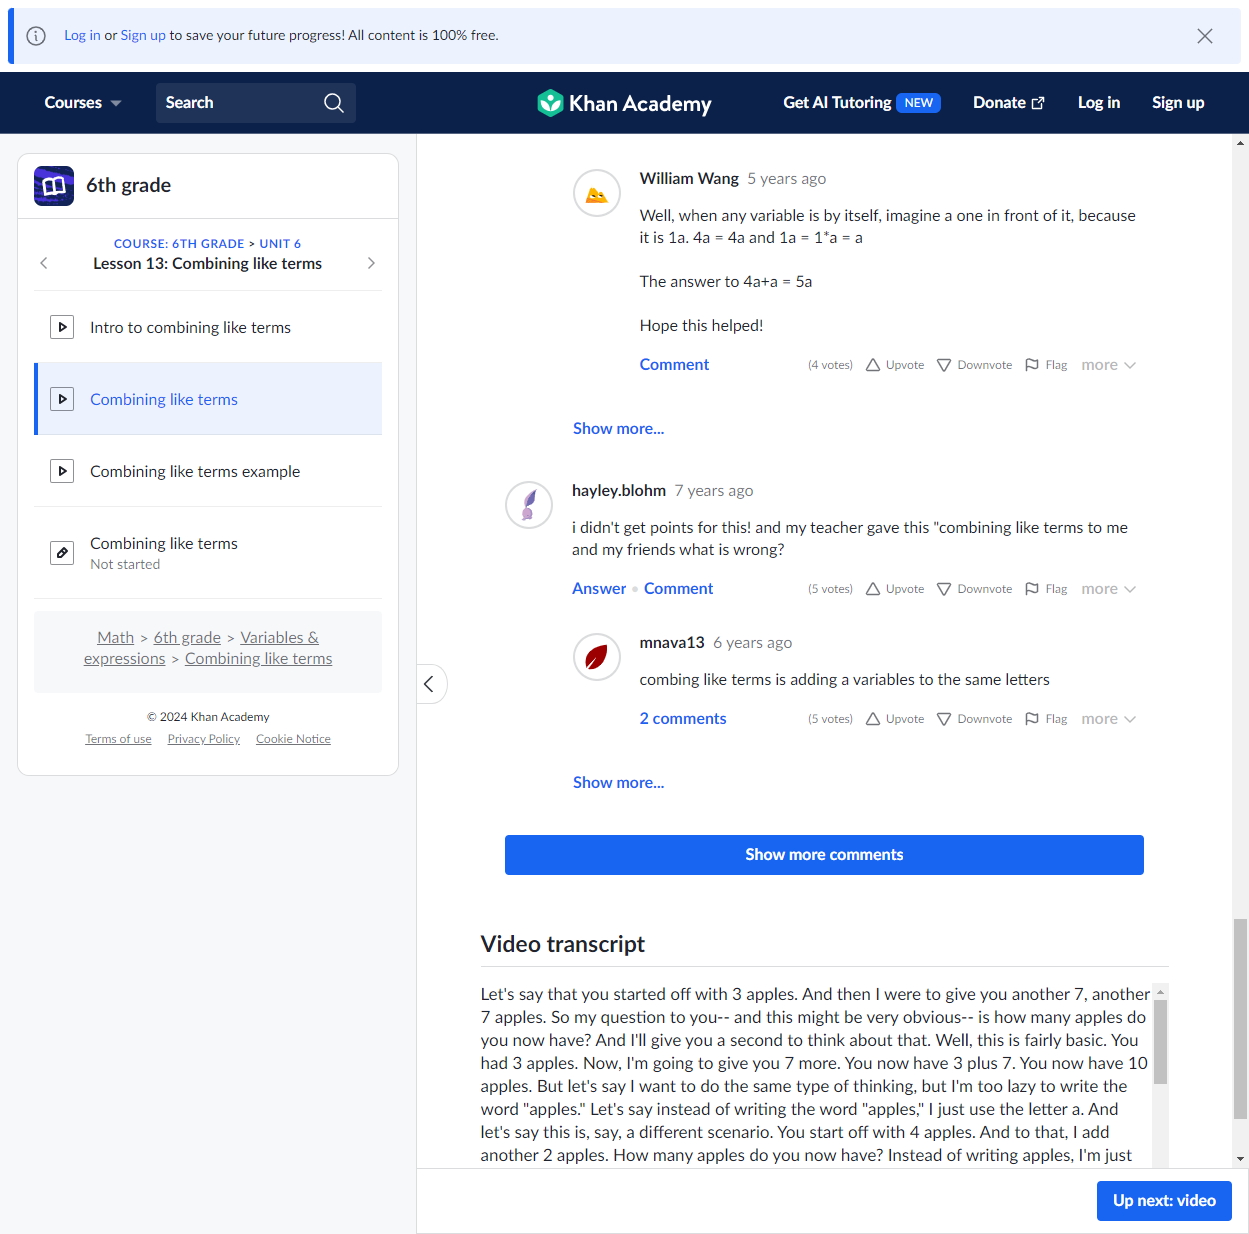 Log in or Sign up to save your future progress! All content is 100% free.
Courses
Search
Khan Academy
Get AI Tutoring NEW
Donate
Log in
Sign up
6th grade
COURSE: 6TH GRADE > UNIT 6
Lesson 13: Combining like terms
Intro to combining like terms
Combining like terms
Combining like terms example
Combining like terms
Not started
Math > 6th grade > Variables &
expressions > Combining like terms
© 2024 Khan Academy
Terms of use Privacy Policy Cookie Notice
William Wang 5 years ago
Well, when any variable is by itself, imagine a one in front of it, because
it is 1a. 4a = 4a and 1a = 1*a = a
The answer to 4a+a = 5a
Hope this helped!
Comment (4 votes) Upvote Downvote Flag more
Show more...
hayley.blohm 7 years ago
i didn't get points for this! and my teacher gave this "combining like terms to me
and my friends what is wrong?
Answer • Comment (5 votes) Upvote Downvote Flag more
mnava13 6 years ago
combing like terms is adding a variables to the same letters
2 comments (5 votes) Upvote Downvote Flag more
Show more...
Show more comments
Video transcript
Let's say that you started off with 3 apples. And then I were to give you another 7, another
7 apples. So my question to you-- and this might be very obvious-- is how many apples do
you now have? And I'll give you a second to think about that. Well, this is fairly basic. You
had 3 apples. Now, I'm going to give you 7 more. You now have 3 plus 7. You now have 10
apples. But let's say I want to do the same type of thinking, but I'm too lazy to write the
word "apples." Let's say instead of writing the word "apples," I just use the letter a. And
let's say this is, say, a different scenario. You start off with 4 apples. And to that, I add
another 2 apples. How many apples do you now have? Instead of writing apples, I'm just
Up next: video